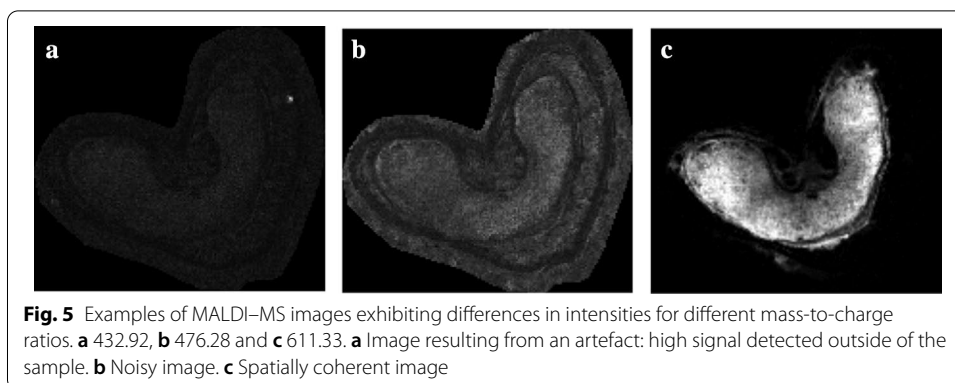 a
b
c
Fig. 5 Examples of MALDI–MS images exhibiting differences in intensities for different mass-to-charge
ratios. a 432.92, b 476.28 and c 611.33. a Image resulting from an artefact: high signal detected outside of the
sample. b Noisy image. c Spatially coherent image